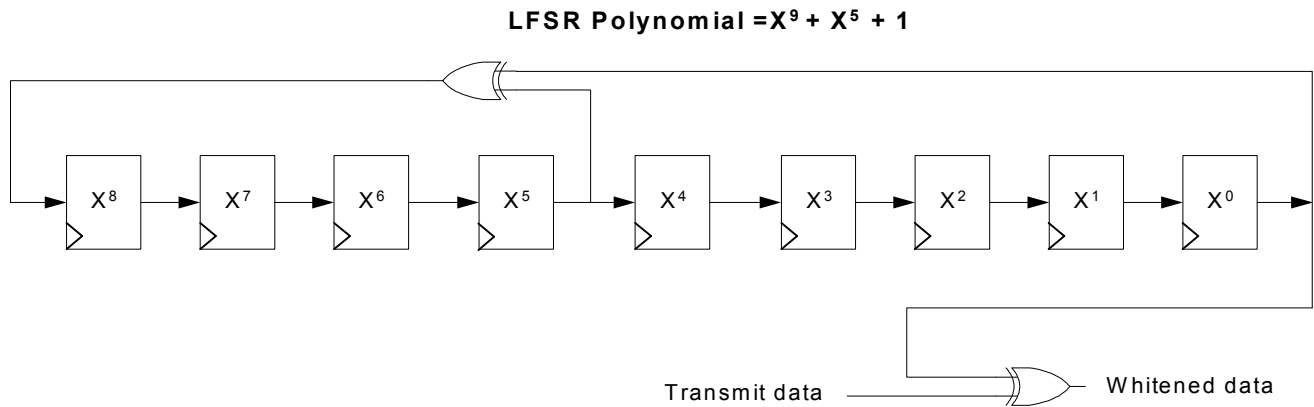 LFSR Polynomial =X⁹ + X⁵ + 1
X⁸ X⁷ X⁶ X⁵ X⁴ X³ X² X¹ X⁰
Transmit data
Whitened data